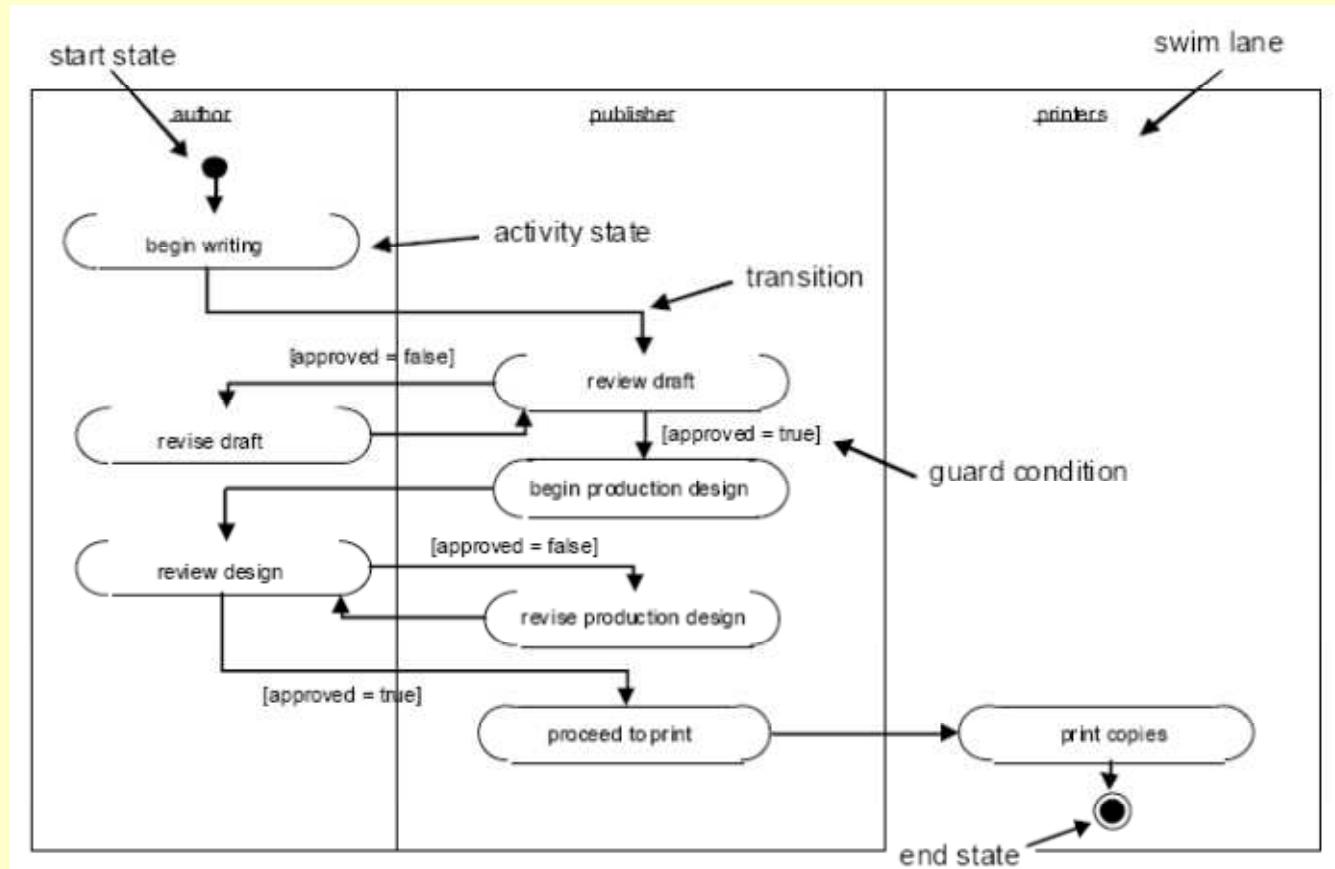 start state
swim lane
author
publisher
printers
begin writing
activity state
transition
[approved = false]
review draft
revise draft
[approved = true]
guard condition
begin production design
[approved = false]
review design
revise production design
[approved = true]
proceed to print
print copies
end state